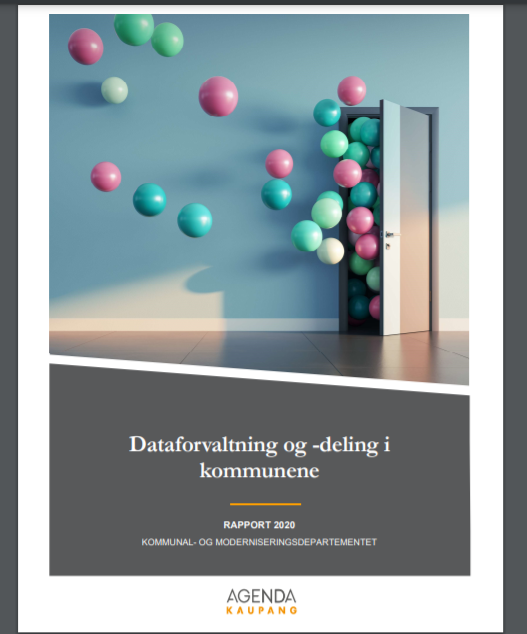 Dataforvaltning og -deling i
kommunene
RAPPORT 2020
KOMMUNAL- OG MODERNISERINGSDEPARTEMENTET
AGENDA
KAUPANG